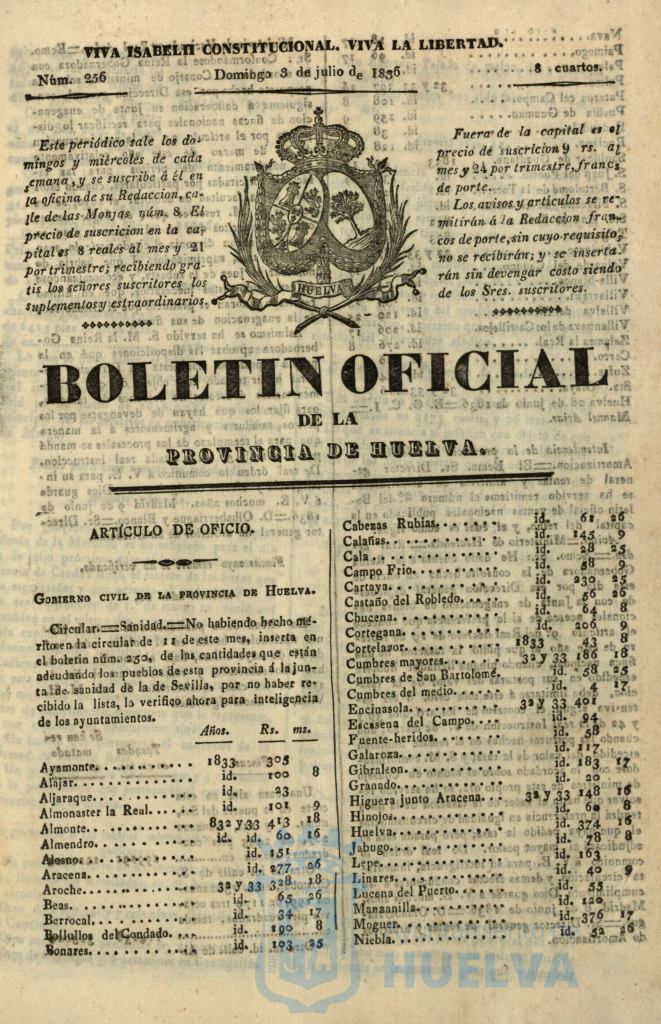 VIVA ISABEL II CONSTITUCIONAL. VIVA LA LIBERTAD.
Núm. 256
Domingo 3 de julio de 1836
8 cuartos.
Este periódico sale los do-
mingos y miércoles de cada
semana, y se suscribe á él en
la oficina de su Redaccion, ca-
lle de las Monjas, núm. 8. El
precio de suscricion en la ca-
pital es 8 reales al mes y 21
por trimestre; recibiendo gra-
tis los señores suscritores los
suplementos y estraordinarios.
HUELVA
Fuera de la capital es el
precio de suscricion 9 rs. al
mes y 24 por trimestre, franc.
de porte.
Los avisos y artículos se re-
mitirán á la Redaccion fran-
cos de porte, sin cuyo requisito,
no se recibirán; y se inserta-
rán sin devengar costo siendo
de los Sres. suscritores.
BOLETIN OFICIAL
DE LA
PROVINCIA DE HUELVA.
ARTÍCULO DE OFICIO.
GOBIERNO CIVIL DE LA PROVINCIA DE HUELVA.
Circular.=Sanidad.=No habiendo hecho mé-
rito en la circular de 11 de este mes, inserta en
el boletin núm. 250, de las cantidades que están
adeudando los pueblos de esta provincia á la jun-
ta de sanidad de la de Sevilla, por no haber re-
cibido la lista, lo verifico ahora para inteligencia
de los ayuntamientos.
Años. Rs. ms.
Ayamonte. 1833 305
Alajar. id. 100 8
Aljaraque. id. 23
Almonaster la Real. id. 101 9
Almonte. 832 y 33 413 18
Almendro. id. id. 60 16
Alosno. id. 151
Aracena. id. 277 26
Aroche. 32 y 33 328 18
Beas. id. 65 26
Berrocal. id. 34 17
Bollullos del Condado. id. 190 8
Bonares. id. 193 25
Cabezas Rubias. id. 61 26
Calañas. id. 145 9
Cala. id. 28 25
Campo Frio. id. 58 9
Cartaya. id. 230 25
Castaño del Robledo. id. 56 26
Chucena. id. 64 8
Cortegana. id. 206 9
Cortelazor. 1833 43 8
Cumbres mayores. 32 y 33 186 18
Cumbres de San Bartolomé. id. 58 25
Cumbres del medio. id. 4 17
Encinasola. 32 y 33 401
Escasena del Campo. id. 94
Fuente-heridos. id. 58
Galaroza. id. 117
Gibraleon. id. 183 17
Granado. id. 20
Higuera junto Aracena. 32 y 33 148 16
Hinojos. id. 60 8
Huelva. id. 374 16
Jabugo. id. 78 8
Lepe. id. 163
Linares. id. 40 9
Lucena del Puerto. id. 55
Manzanilla. id. 120
Moguer. id. 376 17
Niebla. id. 52 26
HUELVA